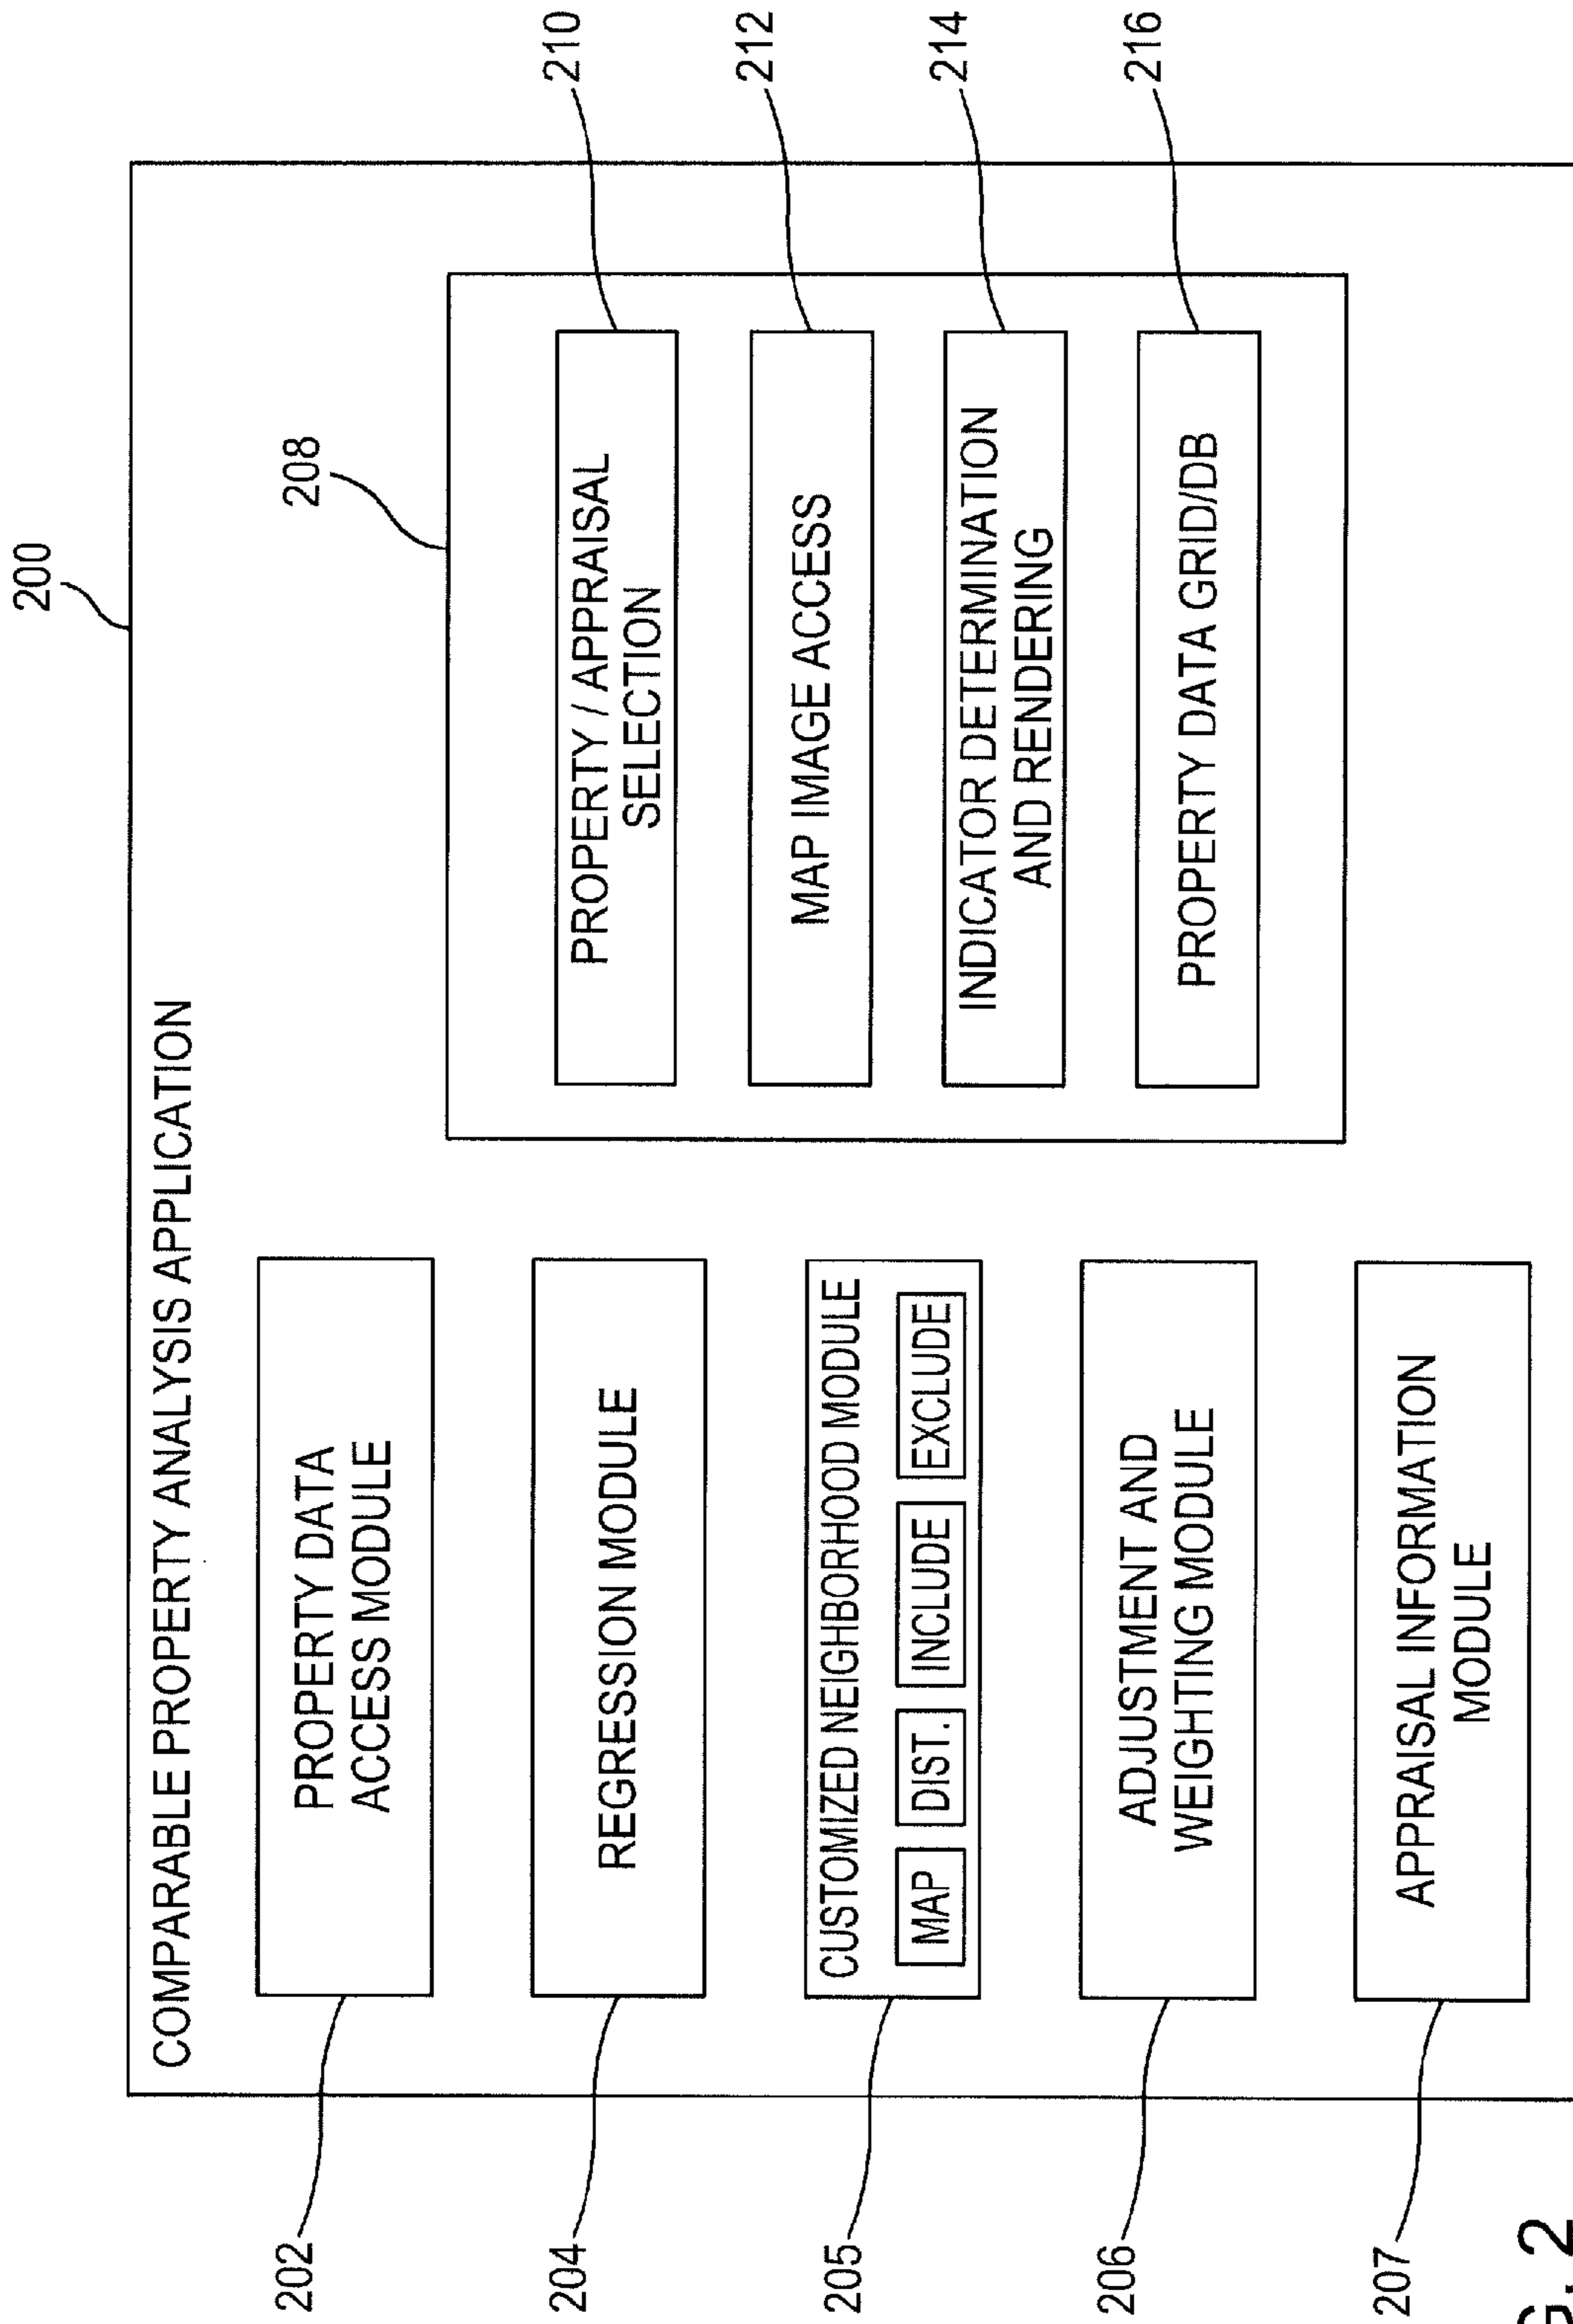 200
COMPARABLE PROPERTY ANALYSIS APPLICATION
202
PROPERTY DATA
ACCESS MODULE
204
REGRESSION MODULE
205
CUSTOMIZED NEIGHBORHOOD MODULE
MAP DIST. INCLUDE EXCLUDE
206
ADJUSTMENT AND
WEIGHTING MODULE
207
APPRAISAL INFORMATION
MODULE
208
PROPERTY / APPRAISAL
SELECTION
210
MAP IMAGE ACCESS
212
INDICATOR DETERMINATION
AND RENDERING
214
PROPERTY DATA GRID/DB
216
G. 2